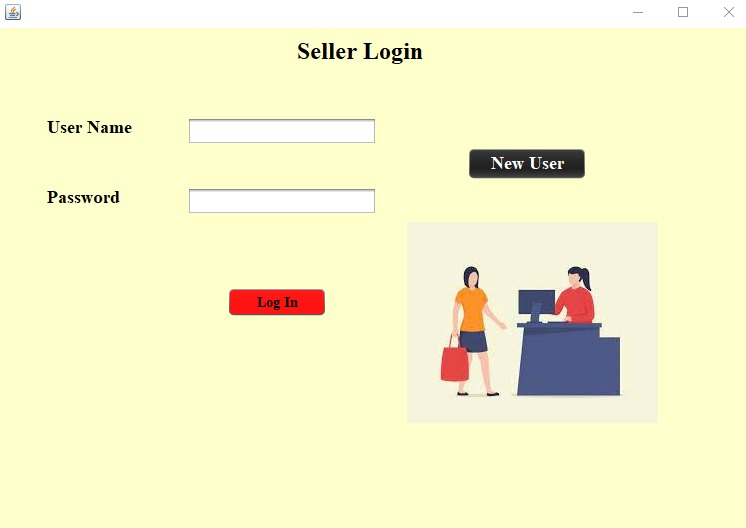 Seller Login
User Name
New User
Password
Log In